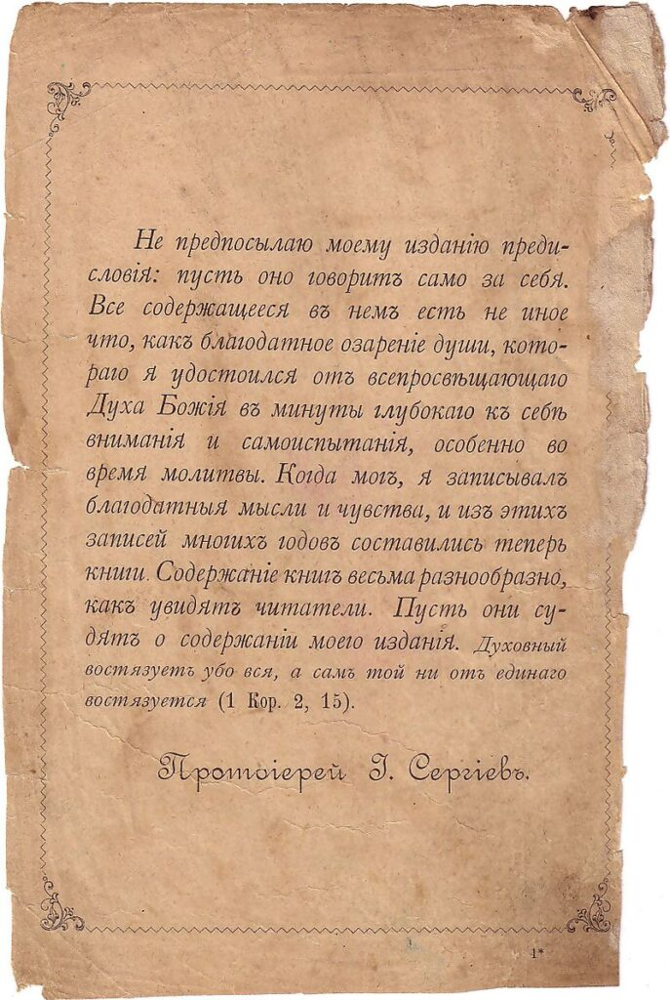 Не предпосылаю моему изданію преди-
словія: пусть оно говоритъ само за себя.
Все содержащееся въ немъ есть не иное
что, какъ благодатное озареніе души, кото-
раго я удостоился отъ всепросвѣщающаго
Духа Божія въ минуты глубокаго къ себѣ
вниманія и самоиспытанія, особенно во
время молитвы. Когда могъ, я записывалъ
благодатныя мысли и чувства, и изъ этихъ
записей многихъ годовъ составились теперь
книги. Содержаніе книгъ весьма разнообразно,
какъ увидятъ читатели. Пусть они су-
дятъ о содержаніи моего изданія. Духовный
востязуетъ убо вся, а самъ той ни отъ единаго
востязуется (1 Кор. 2, 15).
Протоіерей І. Сергіевъ.
1*